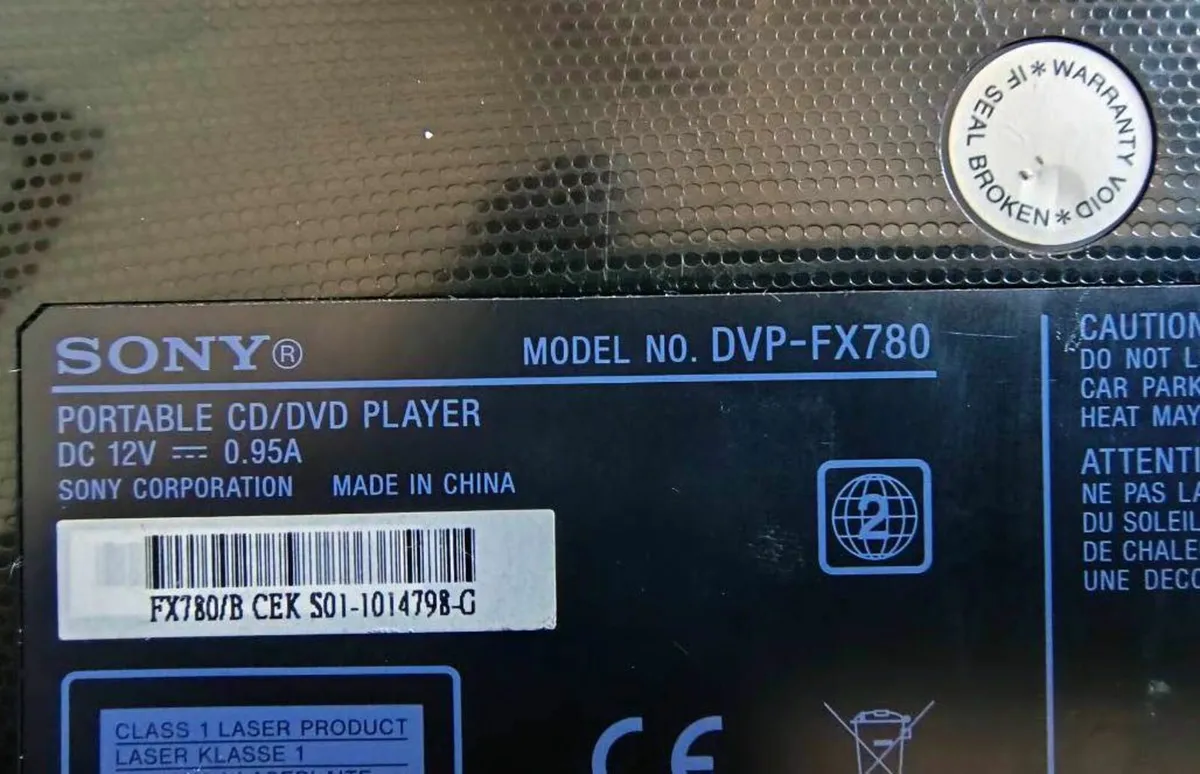 WARRANTY VOID * IF SEAL BROKEN *
SONY®
MODEL NO. DVP-FX780
PORTABLE CD/DVD PLAYER
DC 12V ⎓ 0.95A
SONY CORPORATION MADE IN CHINA
2
FX780/B CEK S01-1014798-G
CLASS 1 LASER PRODUCT
LASER KLASSE 1
CE
CAUTION
DO NOT L
CAR PARK
HEAT MAY
ATTENTI
NE PAS LA
DU SOLEIL
DE CHALE
UNE DECO